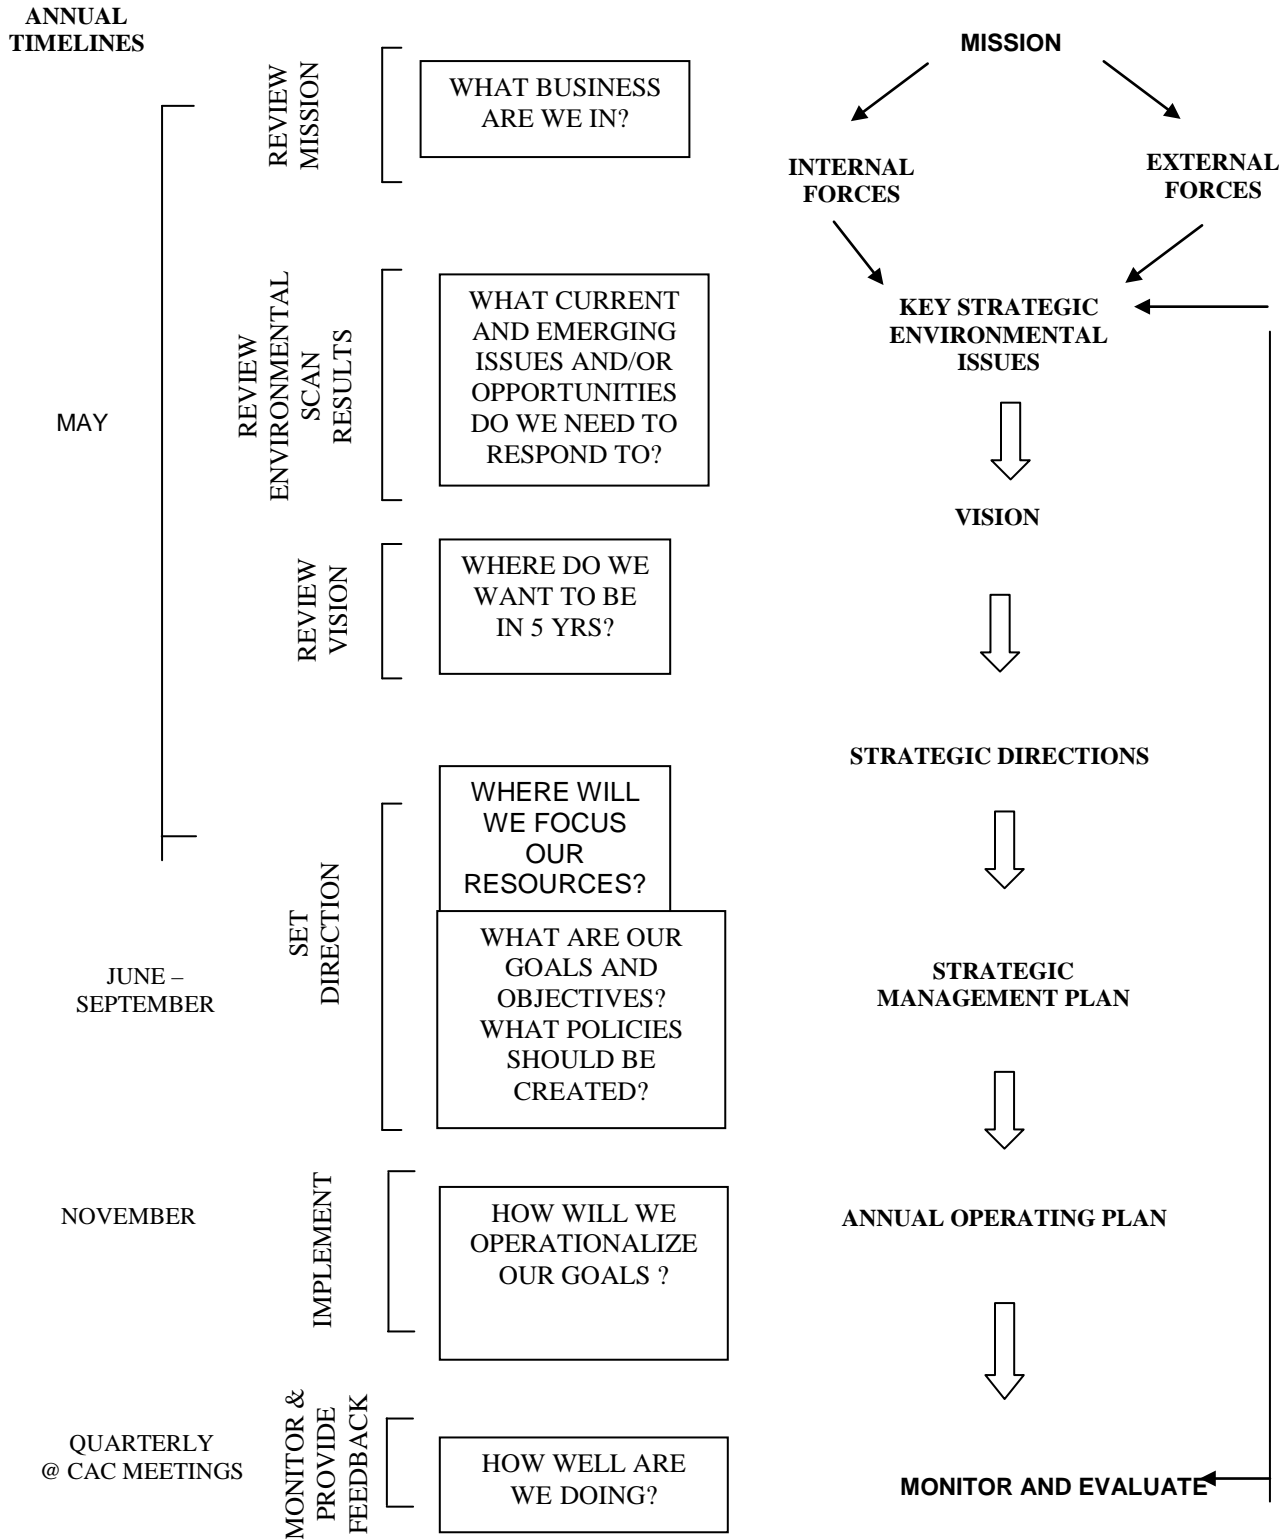 ANNUAL
TIMELINES
MISSION
REVIEW
MISSION
WHAT BUSINESS
ARE WE IN?
INTERNAL
FORCES
EXTERNAL
FORCES
MAY
REVIEW
ENVIRONMENTAL
SCAN
RESULTS
WHAT CURRENT
AND EMERGING
ISSUES AND/OR
OPPORTUNITIES
DO WE NEED TO
RESPOND TO?
KEY STRATEGIC
ENVIRONMENTAL
ISSUES
VISION
REVIEW
VISION
WHERE DO WE
WANT TO BE
IN 5 YRS?
STRATEGIC DIRECTIONS
SET
DIRECTION
WHERE WILL
WE FOCUS
OUR
RESOURCES?
JUNE –
SEPTEMBER
WHAT ARE OUR
GOALS AND
OBJECTIVES?
WHAT POLICIES
SHOULD BE
CREATED?
STRATEGIC
MANAGEMENT PLAN
NOVEMBER
IMPLEMENT
HOW WILL WE
OPERATIONALIZE
OUR GOALS ?
ANNUAL OPERATING PLAN
QUARTERLY
@ CAC MEETINGS
MONITOR &
PROVIDE
FEEDBACK
HOW WELL ARE
WE DOING?
MONITOR AND EVALUATE